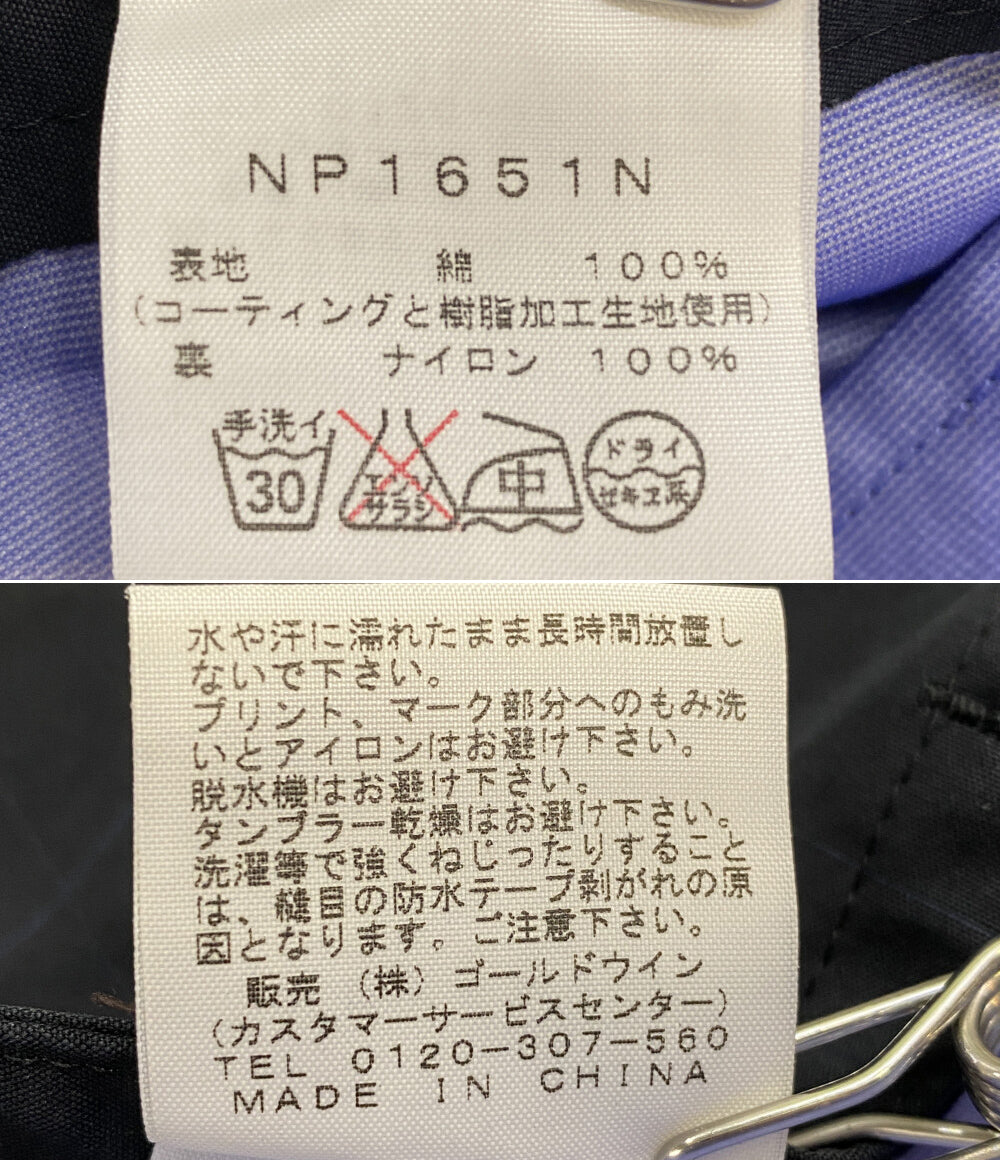 NP1651N
表地 綿 100%
(コーティングと樹脂加工生地使用)
裏 ナイロン 100%
手洗イ
30
エンソ
サラシ
中
ドライ
セキユ系
水や汗に濡れたまま長時間放置し
ないで下さい。
プリント、マーク部分へのもみ洗
いとアイロンはお避け下さい。
脱水機はお避け下さい。
タンブラー乾燥はお避け下さい。
洗濯等で強くねじったりすること
は、縫目の防水テープ剥がれの原
因となります。ご注意下さい。
販売 (株) ゴールドウイン
(カスタマーサービスセンター)
TEL 0120-307-560
MADE IN CHINA